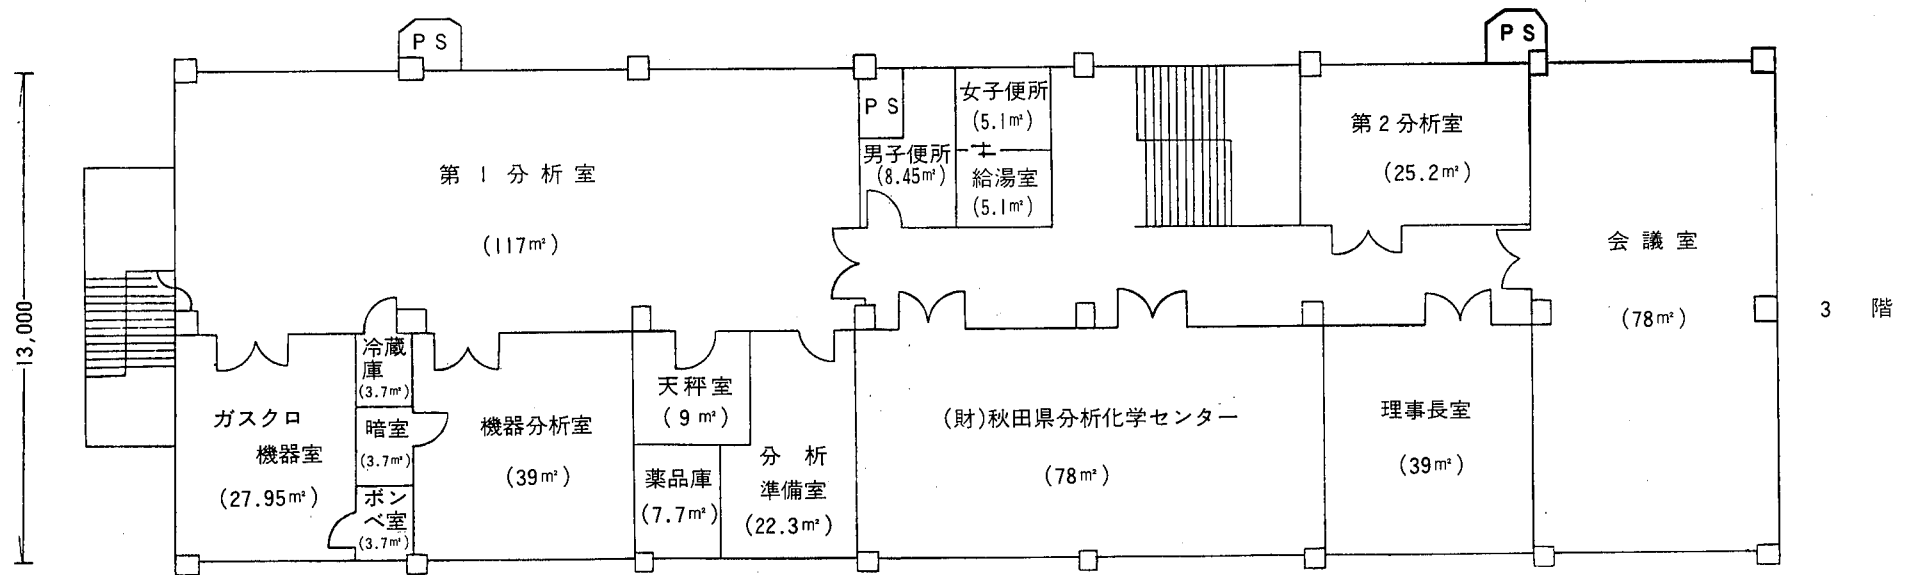 PS
PS
13,000
第1分析室
(117㎡)
PS
男子便所
(8.45㎡)
女子便所
(5.1㎡)
給湯室
(5.1㎡)
第2分析室
(25.2㎡)
会議室
(78㎡)
3階
ガスクロ
機器室
(27.95㎡)
冷蔵
庫
(3.7㎡)
暗室
(3.7㎡)
ボン
ベ室
(3.7㎡)
機器分析室
(39㎡)
天秤室
(9㎡)
薬品庫
(7.7㎡)
分析
準備室
(22.3㎡)
(財)秋田県分析化学センター
(78㎡)
理事長室
(39㎡)